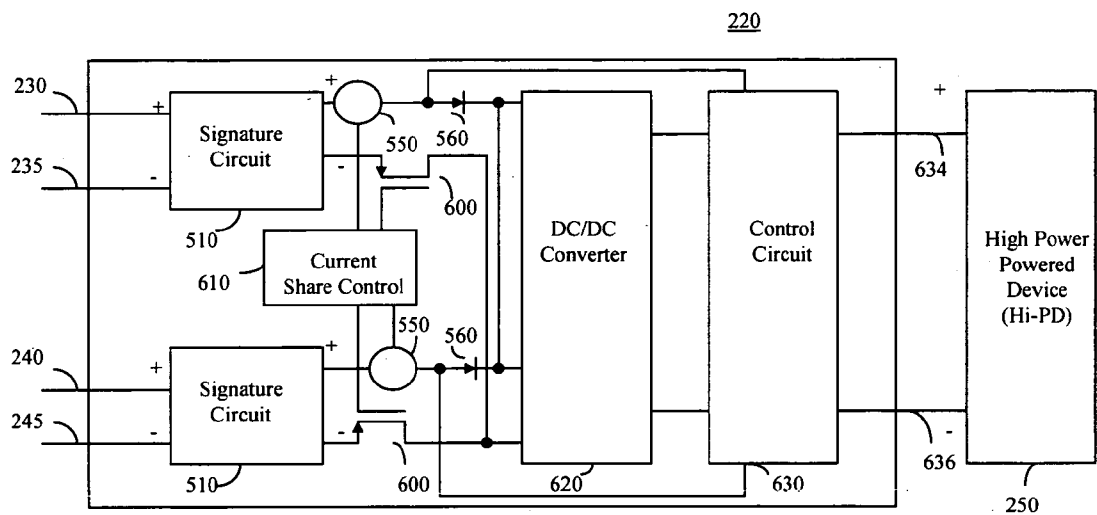 220
230
+
235
-
Signature
Circuit
510
+
550
560
-
600
610
Current
Share Control
DC/DC
Converter
620
Control
Circuit
630
+
634
-
636
High Power
Powered
Device
(Hi-PD)
250
240
+
245
-
Signature
Circuit
510
+
550
560
-
600